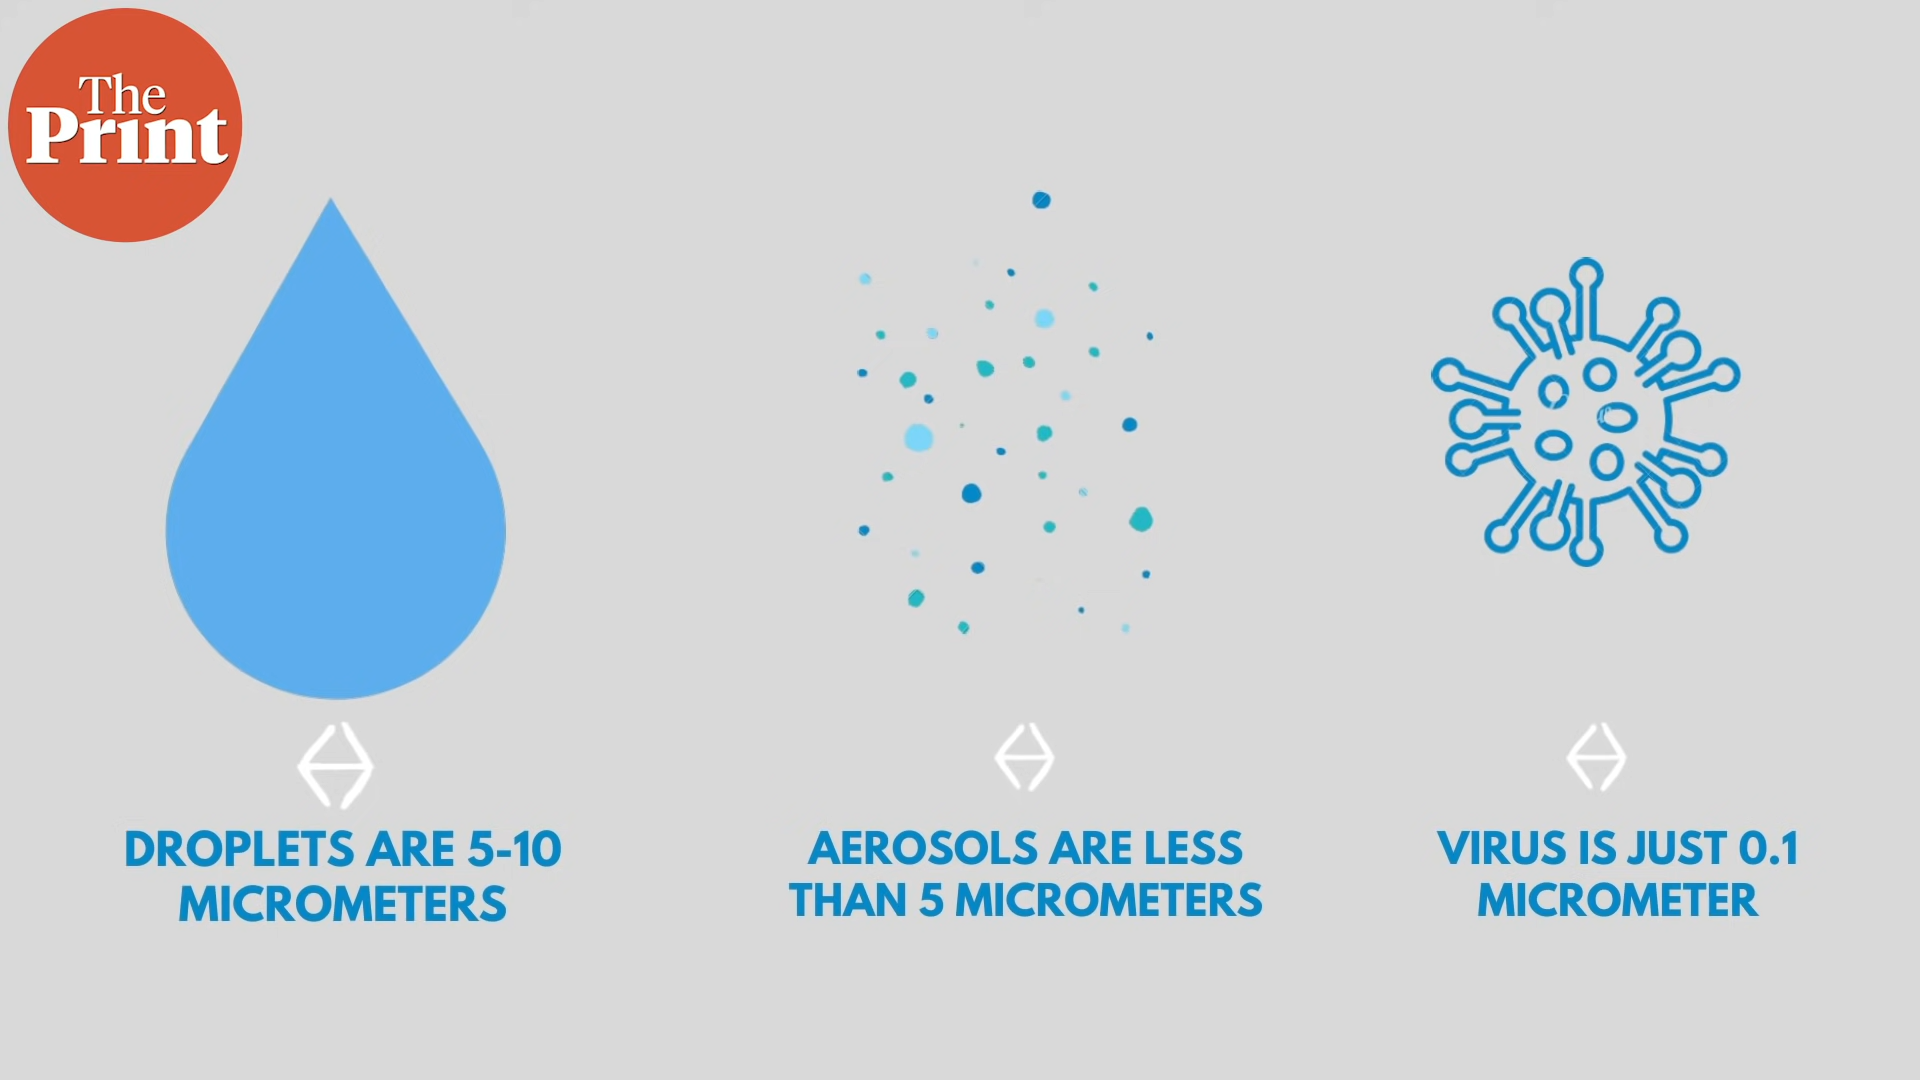 The
Print
DROPLETS ARE 5-10
MICROMETERS
AEROSOLS ARE LESS
THAN 5 MICROMETERS
VIRUS IS JUST 0.1
MICROMETER